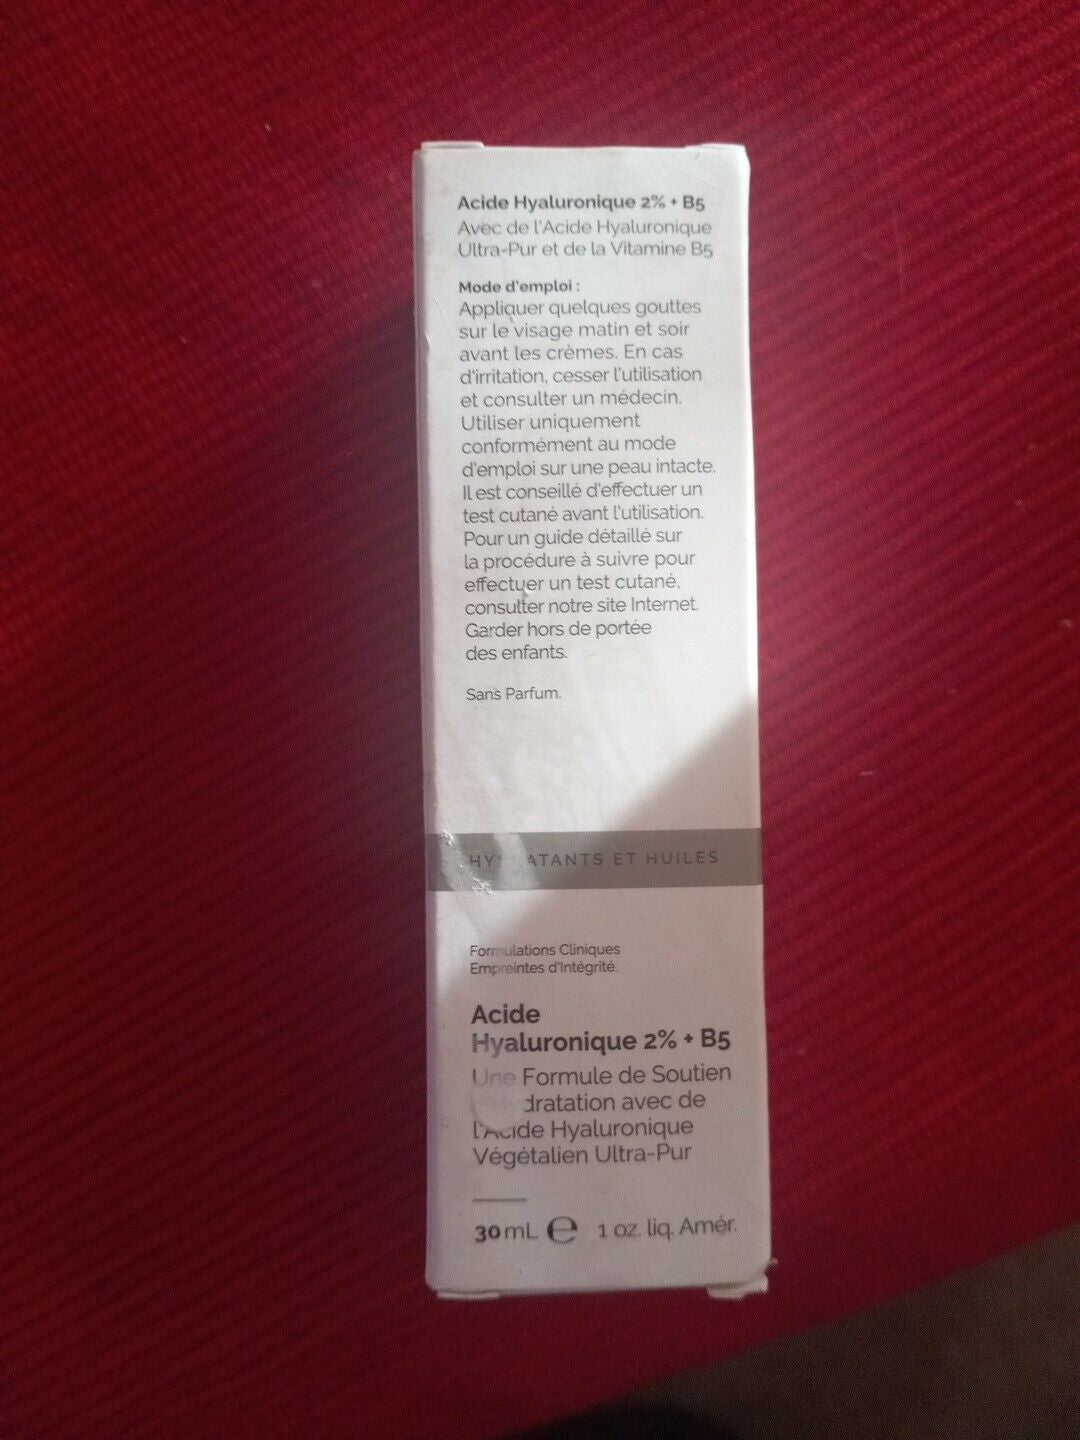 Acide Hyaluronique 2% + B5
Avec de l'Acide Hyaluronique
Ultra-Pur et de la Vitamine B5
Mode d'emploi :
Appliquer quelques gouttes
sur le visage matin et soir
avant les crèmes. En cas
d'irritation, cesser l'utilisation
et consulter un médecin.
Utiliser uniquement
conformément au mode
d'emploi sur une peau intacte.
Il est conseillé d'effectuer un
test cutané avant l'utilisation.
Pour un guide détaillé sur
la procédure à suivre pour
effectuer un test cutané,
consulter notre site Internet.
Garder hors de portée
des enfants.
Sans Parfum.
ET HUILES
Formulations Cliniques
Empreintes d'Intégrité.
Acide
Hyaluronique 2% + B5
Une Formule de Soutien
avec de
l'Acide Hyaluronique
Végétalien Ultra-Pur
30 mL e 1 oz. liq. Amér.